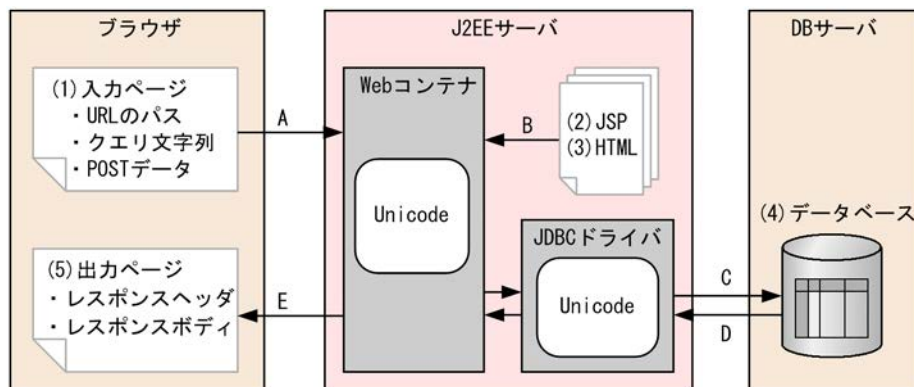 ブラウザ
(1)入力ページ
・URLのパス
・クエリ文字列
・POSTデータ
(5)出力ページ
・レスポンスヘッダ
・レスポンスボディ
A
E
J2EEサーバ
Webコンテナ
Unicode
B
(2)JSP
(3)HTML
JDBCドライバ
Unicode
C
D
DBサーバ
(4)データベース